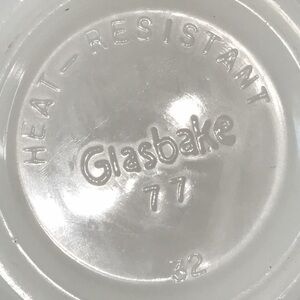 HEAT-RESISTANT
Glasbake
77
32